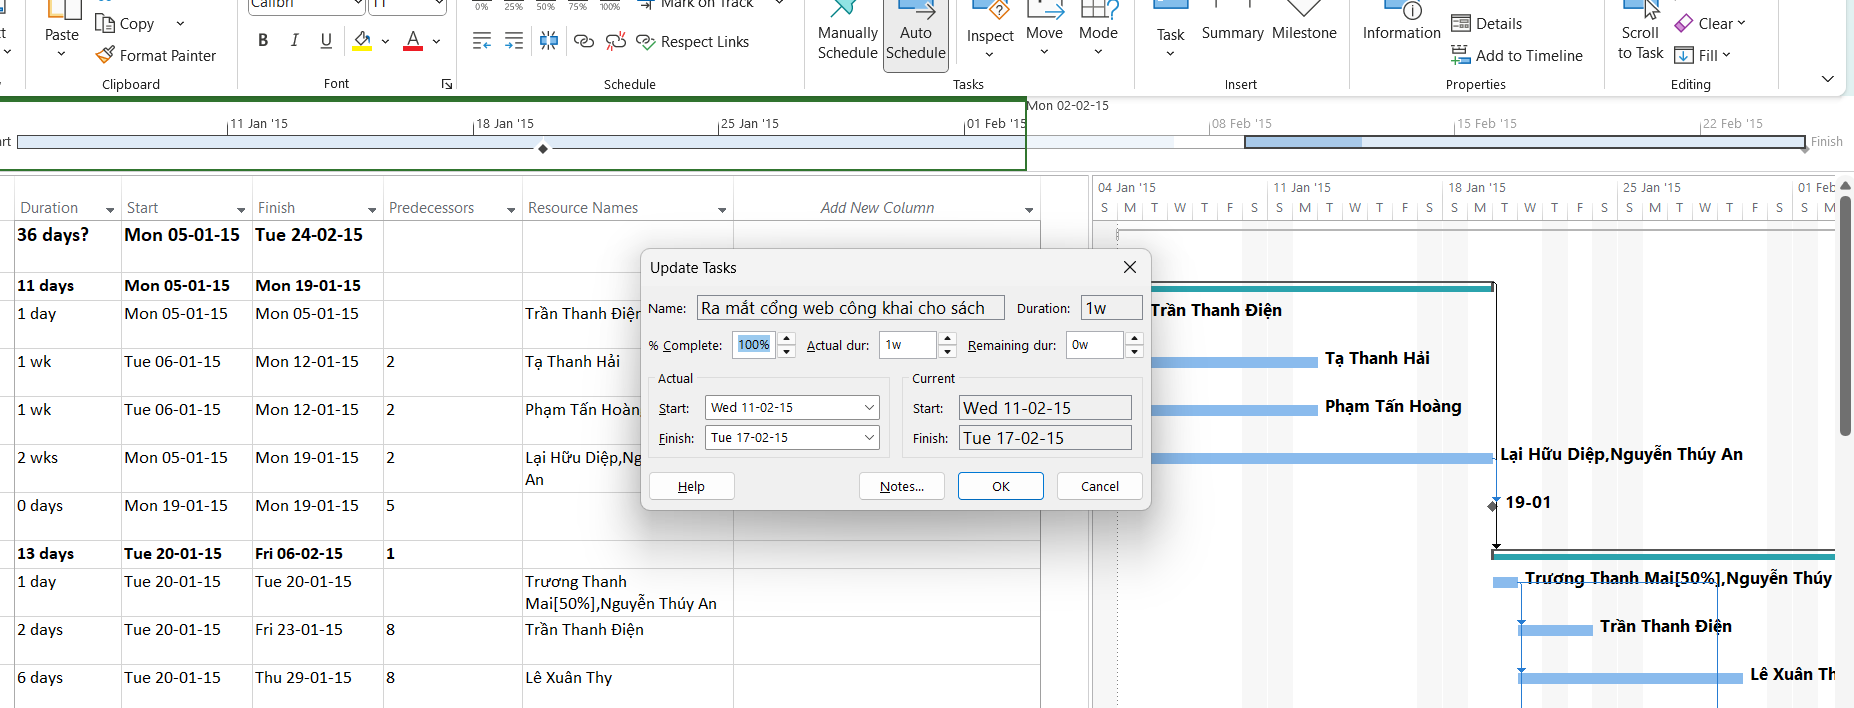 Calibri
11
0%
25%
50%
75%
100%
Mark on Track
Paste
Copy
Format Painter
B
I
U
A
Respect Links
Manually
Schedule
Auto
Schedule
Inspect
Move
Mode
Task
Summary
Milestone
Information
Details
Add to Timeline
Scroll
to Task
Clear
Fill
Clipboard
Font
Schedule
Tasks
Insert
Properties
Editing
Mon 02-02-15
11 Jan '15
18 Jan '15
25 Jan '15
01 Feb '15
08 Feb '15
15 Feb '15
22 Feb '15
Finish
Duration
Start
Finish
Predecessors
Resource Names
Add New Column
04 Jan '15
11 Jan '15
18 Jan '15
25 Jan '15
01 Feb
S M T W T F S S M T W T F S S M T W T F S S M T W T F S S M
36 days? Mon 05-01-15 Tue 24-02-15
11 days Mon 05-01-15 Mon 19-01-15
1 day Mon 05-01-15 Mon 05-01-15 Trần Thanh Điện
1 wk Tue 06-01-15 Mon 12-01-15 2 Tạ Thanh Hải
1 wk Tue 06-01-15 Mon 12-01-15 2 Phạm Tấn Hoàng
2 wks Mon 05-01-15 Mon 19-01-15 2 Lại Hữu Diệp,Ng
An
0 days Mon 19-01-15 Mon 19-01-15 5
13 days Tue 20-01-15 Fri 06-02-15 1
1 day Tue 20-01-15 Tue 20-01-15 Trương Thanh
Mai[50%],Nguyễn Thúy An
2 days Tue 20-01-15 Fri 23-01-15 8 Trần Thanh Điện
6 days Tue 20-01-15 Thu 29-01-15 8 Lê Xuân Thy
Update Tasks
Name: Ra mắt cổng web công khai cho sách Duration: 1w
% Complete: 100% Actual dur: 1w Remaining dur: 0w
Actual
Start: Wed 11-02-15
Finish: Tue 17-02-15
Current
Start: Wed 11-02-15
Finish: Tue 17-02-15
Help
Notes...
OK
Cancel
Trần Thanh Điện
Tạ Thanh Hải
Phạm Tấn Hoàng
Lại Hữu Diệp,Nguyễn Thúy An
19-01
Trương Thanh Mai[50%],Nguyễn Thúy
Trần Thanh Điện
Lê Xuân Th